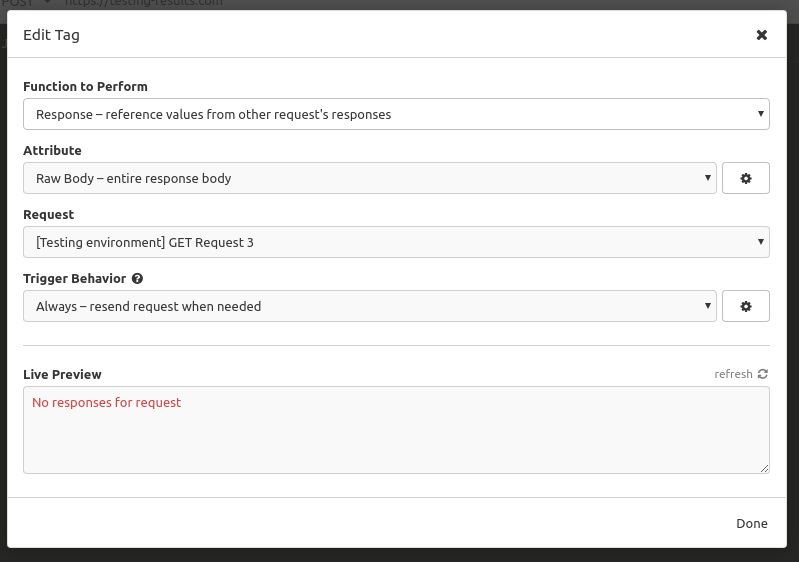 POST https://testing-results.com
Edit Tag
Function to Perform
Response – reference values from other request's responses
Attribute
Raw Body – entire response body
Request
[Testing environment] GET Request 3
Trigger Behavior
Always – resend request when needed
Live Preview refresh
No responses for request
Done